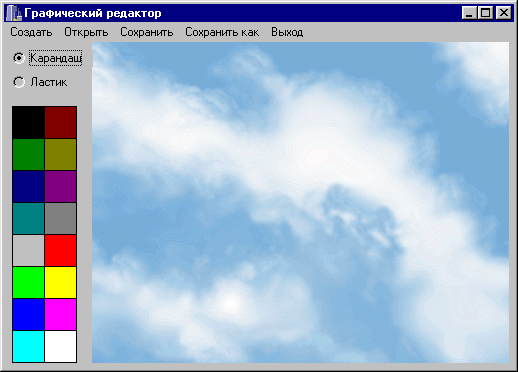 Графический редактор
Создать Открыть Сохранить Сохранить как Выход
Карандаш
Ластик